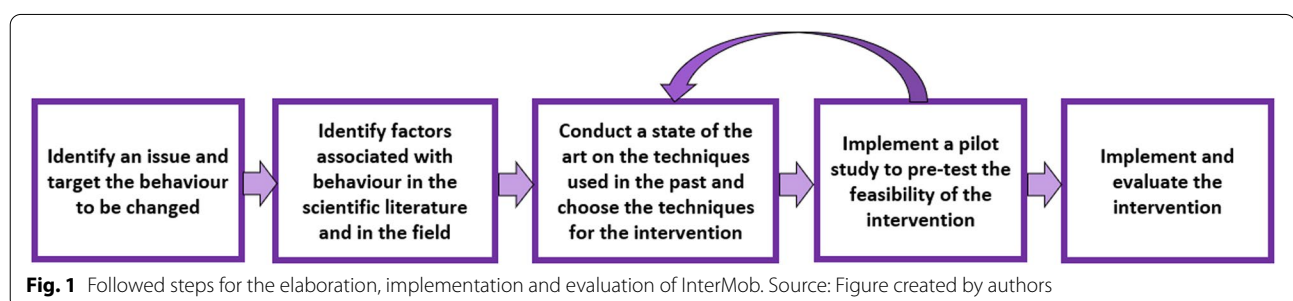 Identify an issue and
target the behaviour
to be changed
Identify factors
associated with
behaviour in the
scientific literature
and in the field
Conduct a state of the
art on the techniques
used in the past and
choose the techniques
for the intervention
Implement a pilot
study to pre-test the
feasibility of the
intervention
Implement and
evaluate the
intervention
Fig. 1 Followed steps for the elaboration, implementation and evaluation of InterMob. Source: Figure created by authors